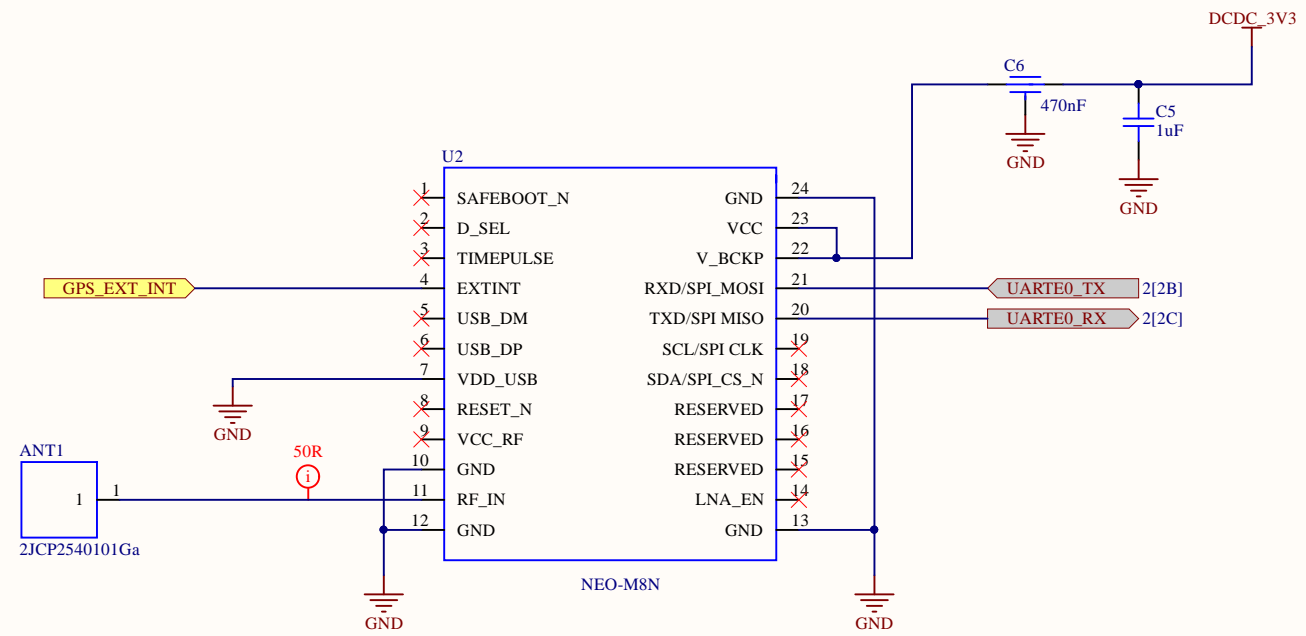 DCDC_3V3
C6
470nF
C5
1uF
GND
GND
U2
1 SAFEBOOT_N GND 24
2 D_SEL VCC 23
3 TIMEPULSE V_BCKP 22
GPS_EXT_INT 4 EXTINT RXD/SPI_MOSI 21 UARTE0_TX 2[2B]
5 USB_DM TXD/SPI MISO 20 UARTE0_RX 2[2C]
6 USB_DP SCL/SPI CLK 19
7 VDD_USB SDA/SPI_CS_N 18
8 RESET_N RESERVED 17
GND
9 VCC_RF RESERVED 16
ANT1 50R
10 GND RESERVED 15
i
1 1 11 RF_IN LNA_EN 14
12 GND GND 13
2JCP2540101Ga
NEO-M8N
GND GND